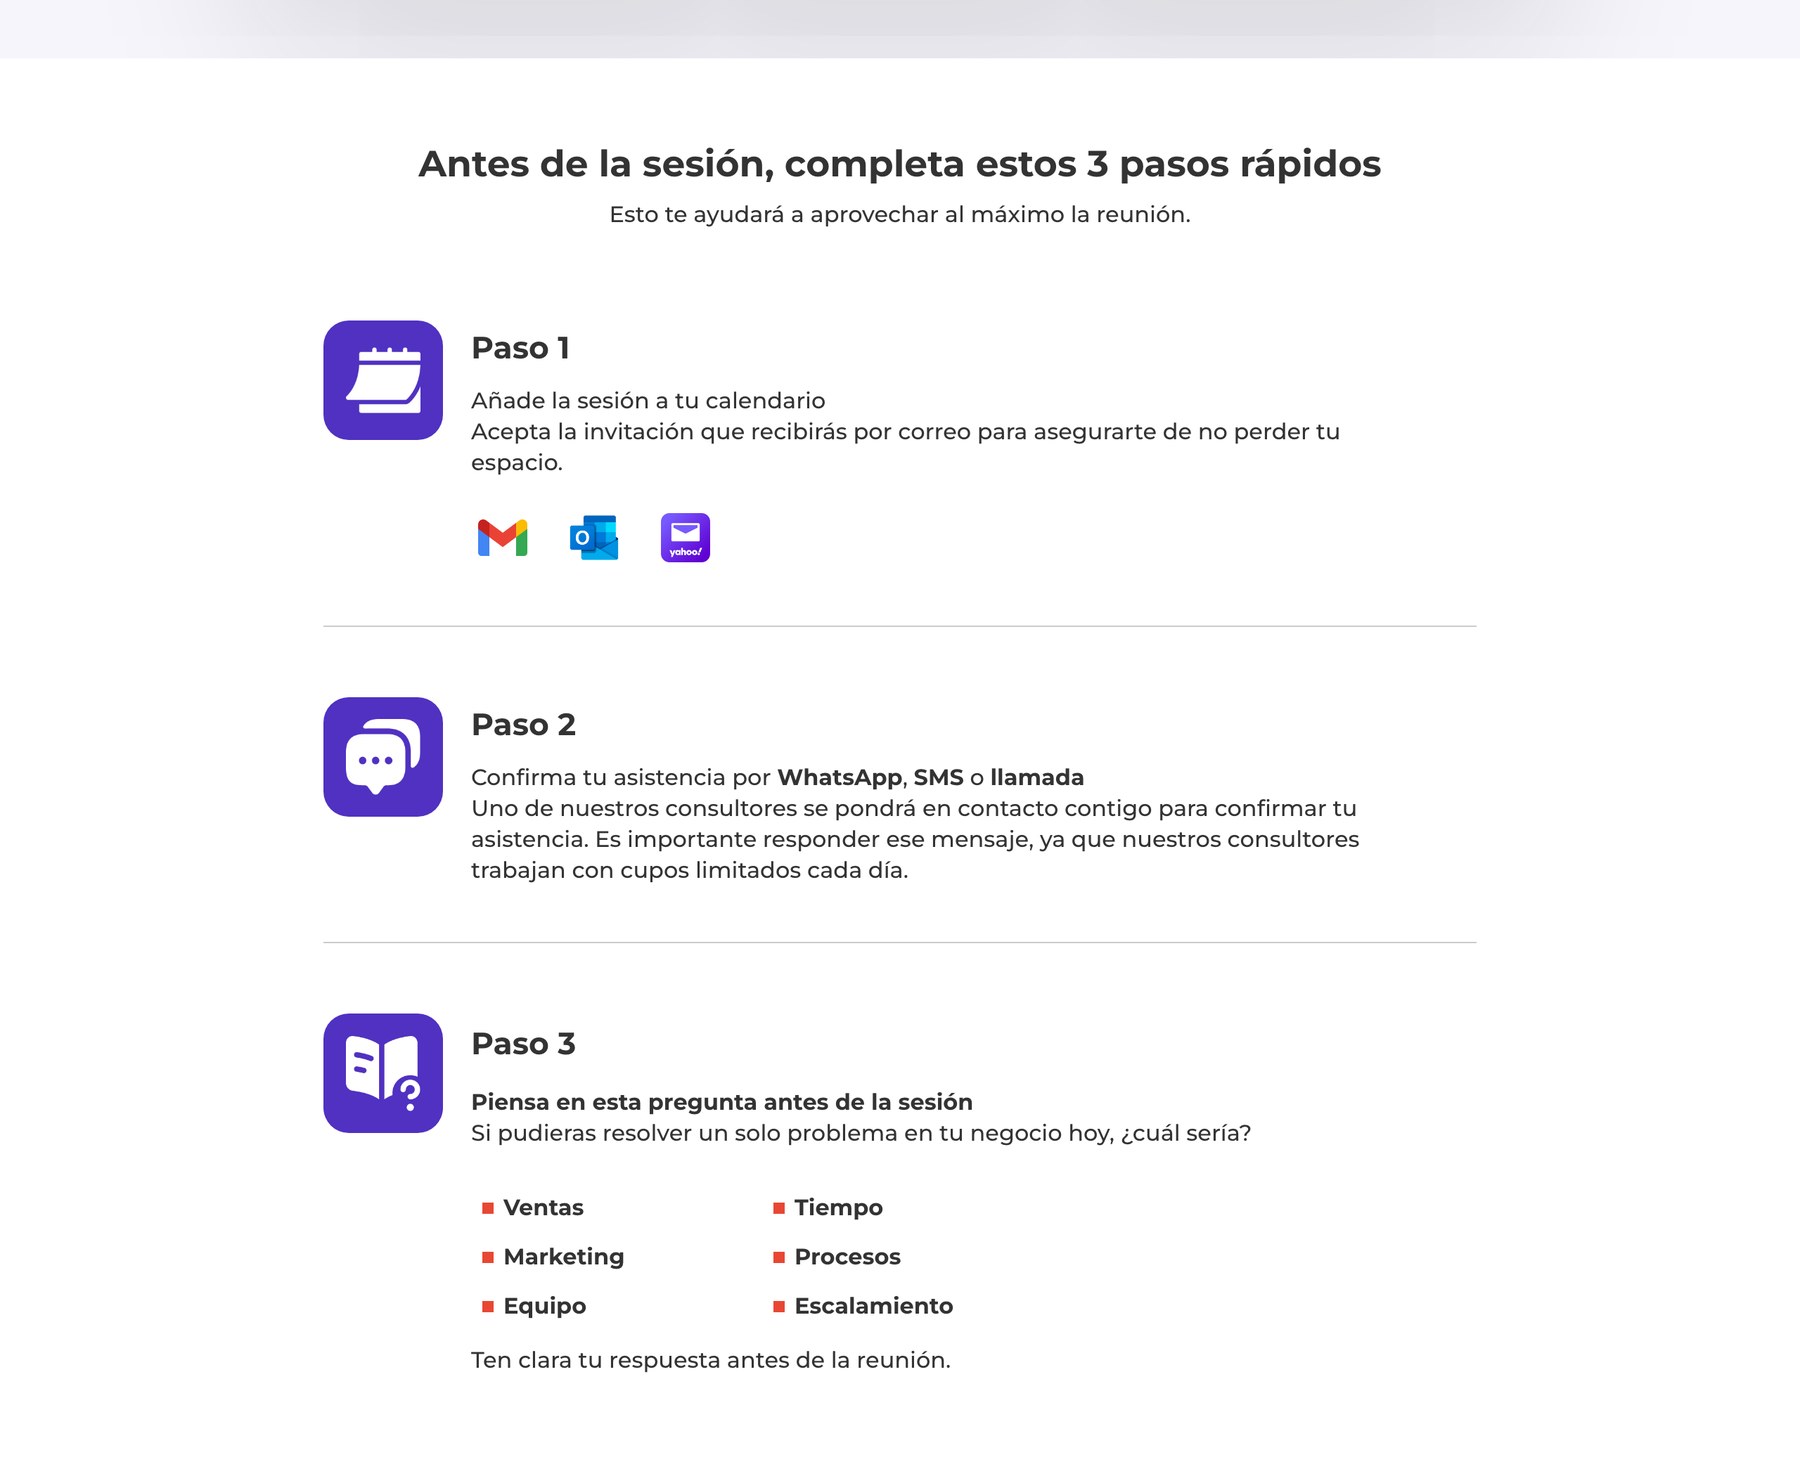 Antes de la sesión, completa estos 3 pasos rápidos
Esto te ayudará a aprovechar al máximo la reunión.
Paso 1
Añade la sesión a tu calendario
Acepta la invitación que recibirás por correo para asegurarte de no perder tu
espacio.
O
yahoo!
Paso 2
Confirma tu asistencia por WhatsApp, SMS o llamada
Uno de nuestros consultores se pondrá en contacto contigo para confirmar tu
asistencia. Es importante responder ese mensaje, ya que nuestros consultores
trabajan con cupos limitados cada día.
Paso 3
Piensa en esta pregunta antes de la sesión
Si pudieras resolver un solo problema en tu negocio hoy, ¿cuál sería?
Ventas
Marketing
Equipo
Tiempo
Procesos
Escalamiento
Ten clara tu respuesta antes de la reunión.